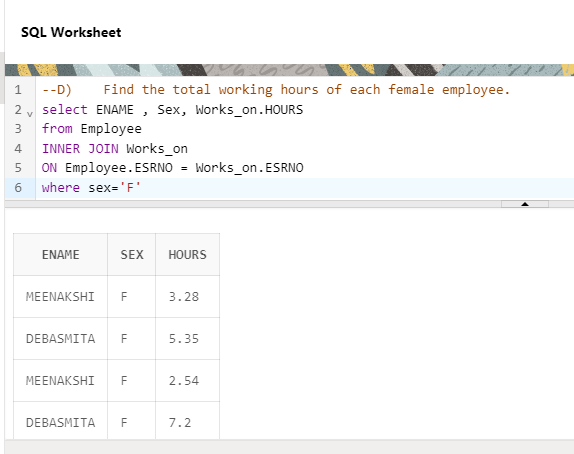 SQL Worksheet
1 --D) Find the total working hours of each female employee.
2 select ENAME , Sex, Works_on.HOURS
3 from Employee
4 INNER JOIN Works_on
5 ON Employee.ESRNO = Works_on.ESRNO
6 where sex='F'
ENAME SEX HOURS
MEENAKSHI F 3.28
DEBASMITA F 5.35
MEENAKSHI F 2.54
DEBASMITA F 7.2